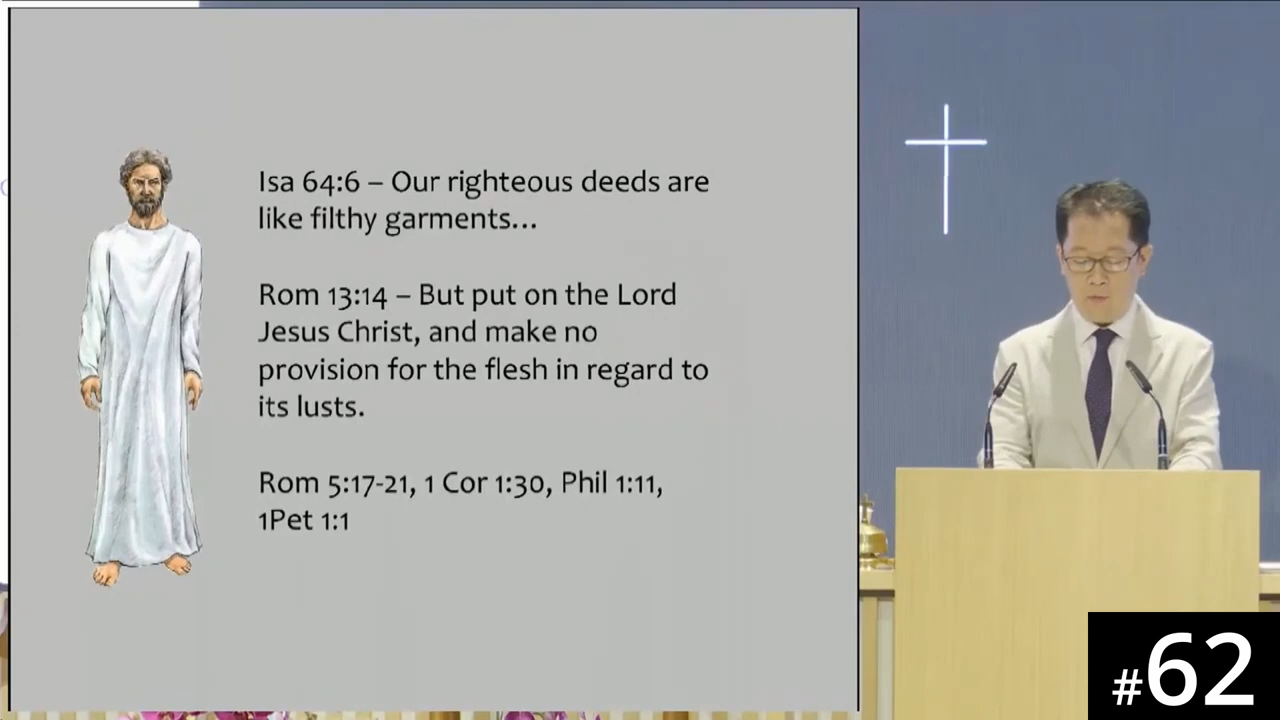 Isa 64:6 – Our righteous deeds are
like filthy garments...
Rom 13:14 – But put on the Lord
Jesus Christ, and make no
provision for the flesh in regard to
its lusts.
Rom 5:17-21, 1 Cor 1:30, Phil 1:11,
1Pet 1:1
#62